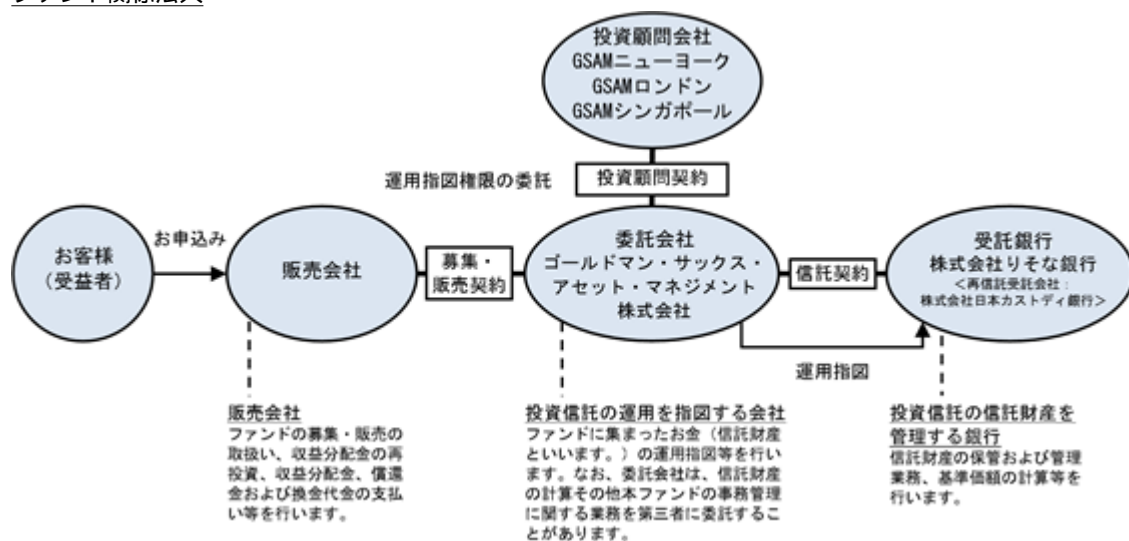 投資顧問会社
GSAMニューヨーク
GSAMロンドン
GSAMシンガポール
運用指図権限の委託
投資顧問契約
お客様
（受益者）
お申込み
販売会社
募集・
販売契約
委託会社
ゴールドマン・サックス・
アセット・マネジメント
株式会社
信託契約
受託銀行
株式会社りそな銀行
＜再信託受託会社：
株式会社日本カストディ銀行＞
運用指図
販売会社
ファンドの募集・販売の
取扱い、収益分配金の再
投資、収益分配金、償還
金および換金代金の支払
い等を行います。
投資信託の運用を指図する会社
ファンドに集まったお金（信託財産
といいます。）の運用指図等を行い
ます。なお、委託会社は、信託財産
の計算その他本ファンドの事務管理
に関する業務を第三者に委託するこ
とがあります。
投資信託の信託財産を
管理する銀行
信託財産の保管および管理
業務、基準価額の計算等を
行います。